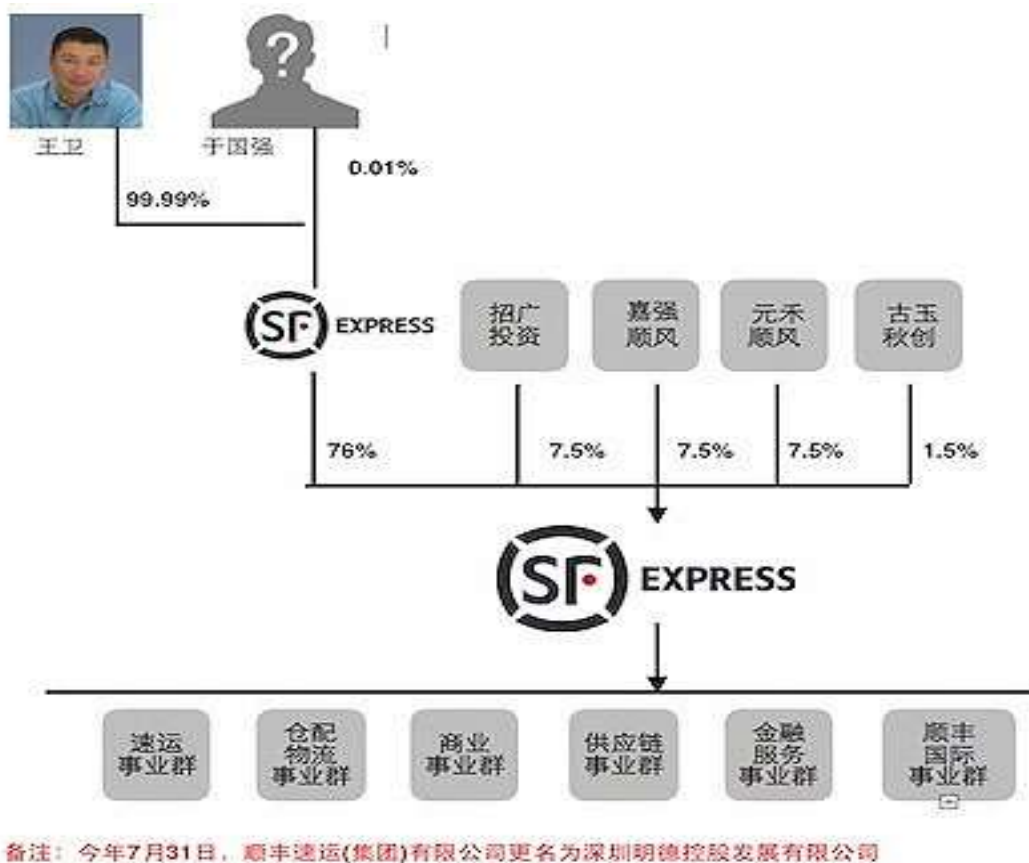 ?
王卫
于国强
0.01%
99.99%
SF EXPRESS
招广
投资
嘉强
顺风
元禾
顺风
古玉
秋创
76%
7.5%
7.5%
7.5%
1.5%
SF EXPRESS
速运
事业群
仓配
物流
事业群
商业
事业群
供应链
事业群
金融
服务
事业群
顺丰
国际
事业群
备注：今年7月31日，顺丰速运(集团)有限公司更名为深圳明德控股发展有限公司